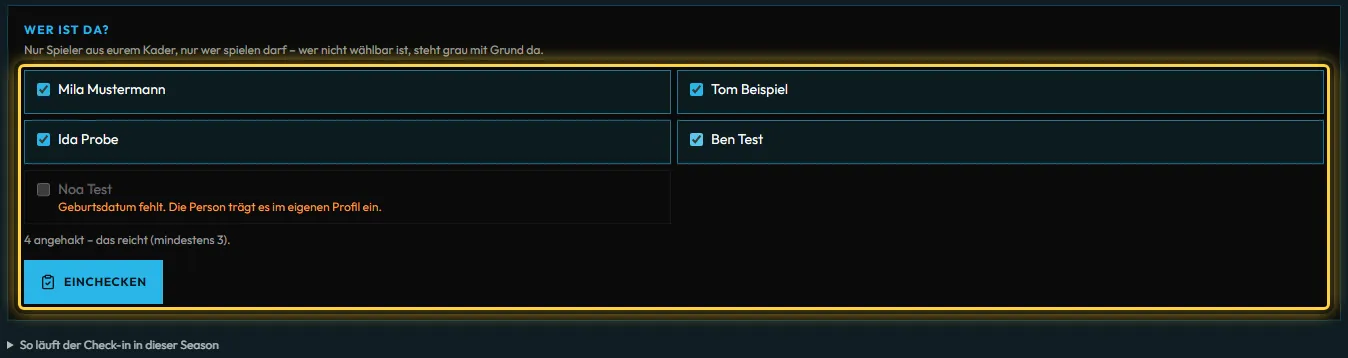 WER IST DA?
Nur Spieler aus eurem Kader, nur wer spielen darf – wer nicht wählbar ist, steht grau mit Grund da.
Mila Mustermann
Tom Beispiel
Ida Probe
Ben Test
Noa Test
Geburtsdatum fehlt. Die Person trägt es im eigenen Profil ein.
4 angehakt – das reicht (mindestens 3).
EINCHECKEN
So läuft der Check-in in dieser Season